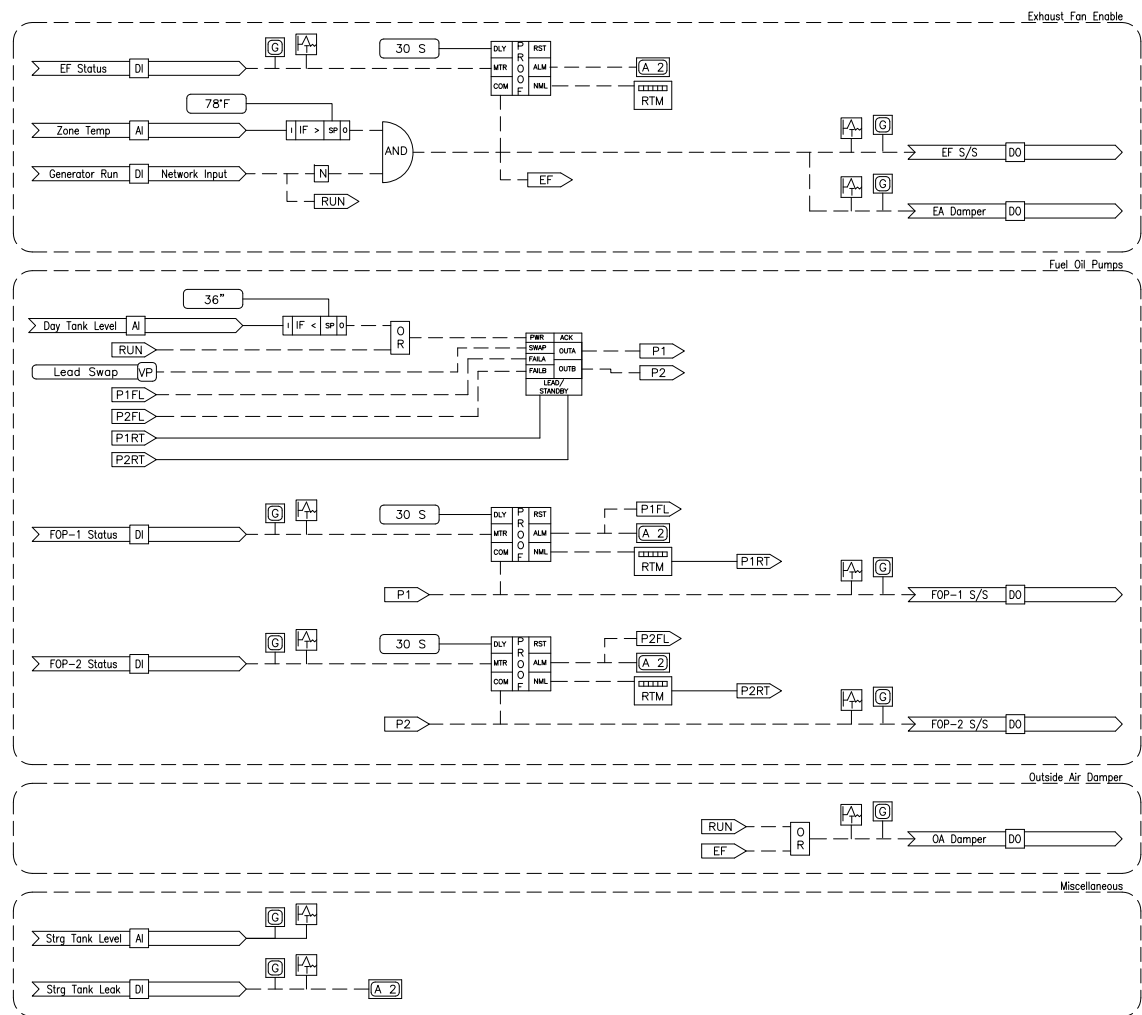 Exhaust Fan Enable
G T
30 S DLY PROOF RST
EF Status DI MTR ALM A 2
COM NML RTM
78°F
Zone Temp AI I IF > SP O
AND
T G
EF S/S DO
Generator Run DI Network Input N
RUN
EF
T G
EA Damper DO
Fuel Oil Pumps
36"
Day Tank Level AI I IF < SP O
OR
RUN
PWR ACK
Lead Swap VP SWAP OUTA P1
P1FL FAILA
P2FL FAILB OUTB P2
LEAD/
STANDBY
P1RT
P2RT
G T
30 S DLY PROOF RST P1FL
FOP-1 Status DI MTR ALM A 2
COM NML RTM P1RT
T G
P1 FOP-1 S/S DO
G T
30 S DLY PROOF RST P2FL
FOP-2 Status DI MTR ALM A 2
COM NML RTM P2RT
T G
P2 FOP-2 S/S DO
Outside Air Damper
T G
RUN
OR
OA Damper DO
EF
Miscellaneous
G T
Strg Tank Level AI
G T
Strg Tank Leak DI A 2